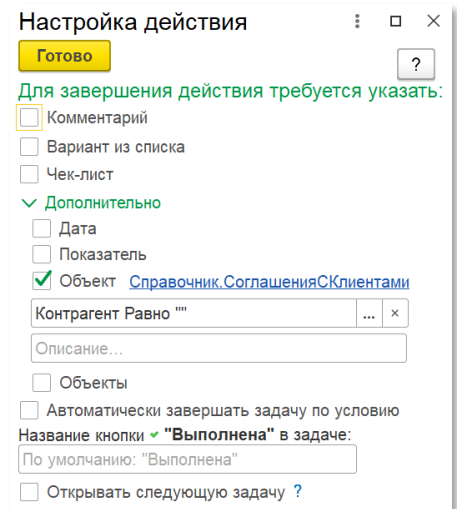 Настройка действия
Готово
?
Для завершения действия требуется указать:
Комментарий
Вариант из списка
Чек-лист
Дополнительно
Дата
Показатель
Объект Справочник.СоглашенияСКлиентами
Контрагент Равно "" ... ×
Описание...
Объекты
Автоматически завершать задачу по условию
Название кнопки "Выполнена" в задаче:
По умолчанию: "Выполнена"
Открывать следующую задачу ?